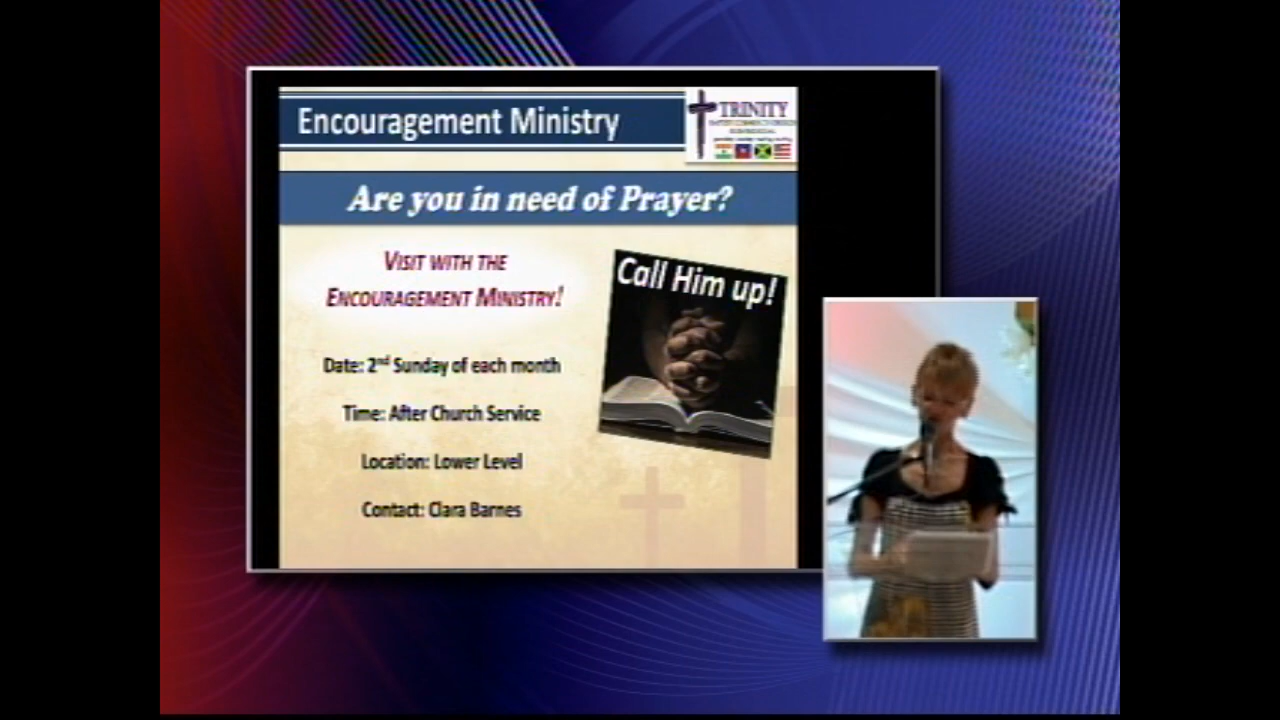 Encouragement Ministry
TRINITY
Are you in need of Prayer?
VISIT WITH THE
ENCOURAGEMENT MINISTRY!
Call Him up!
Date: 2nd Sunday of each month
Time: After Church Service
Location: Lower Level
Contact: Clara Barnes